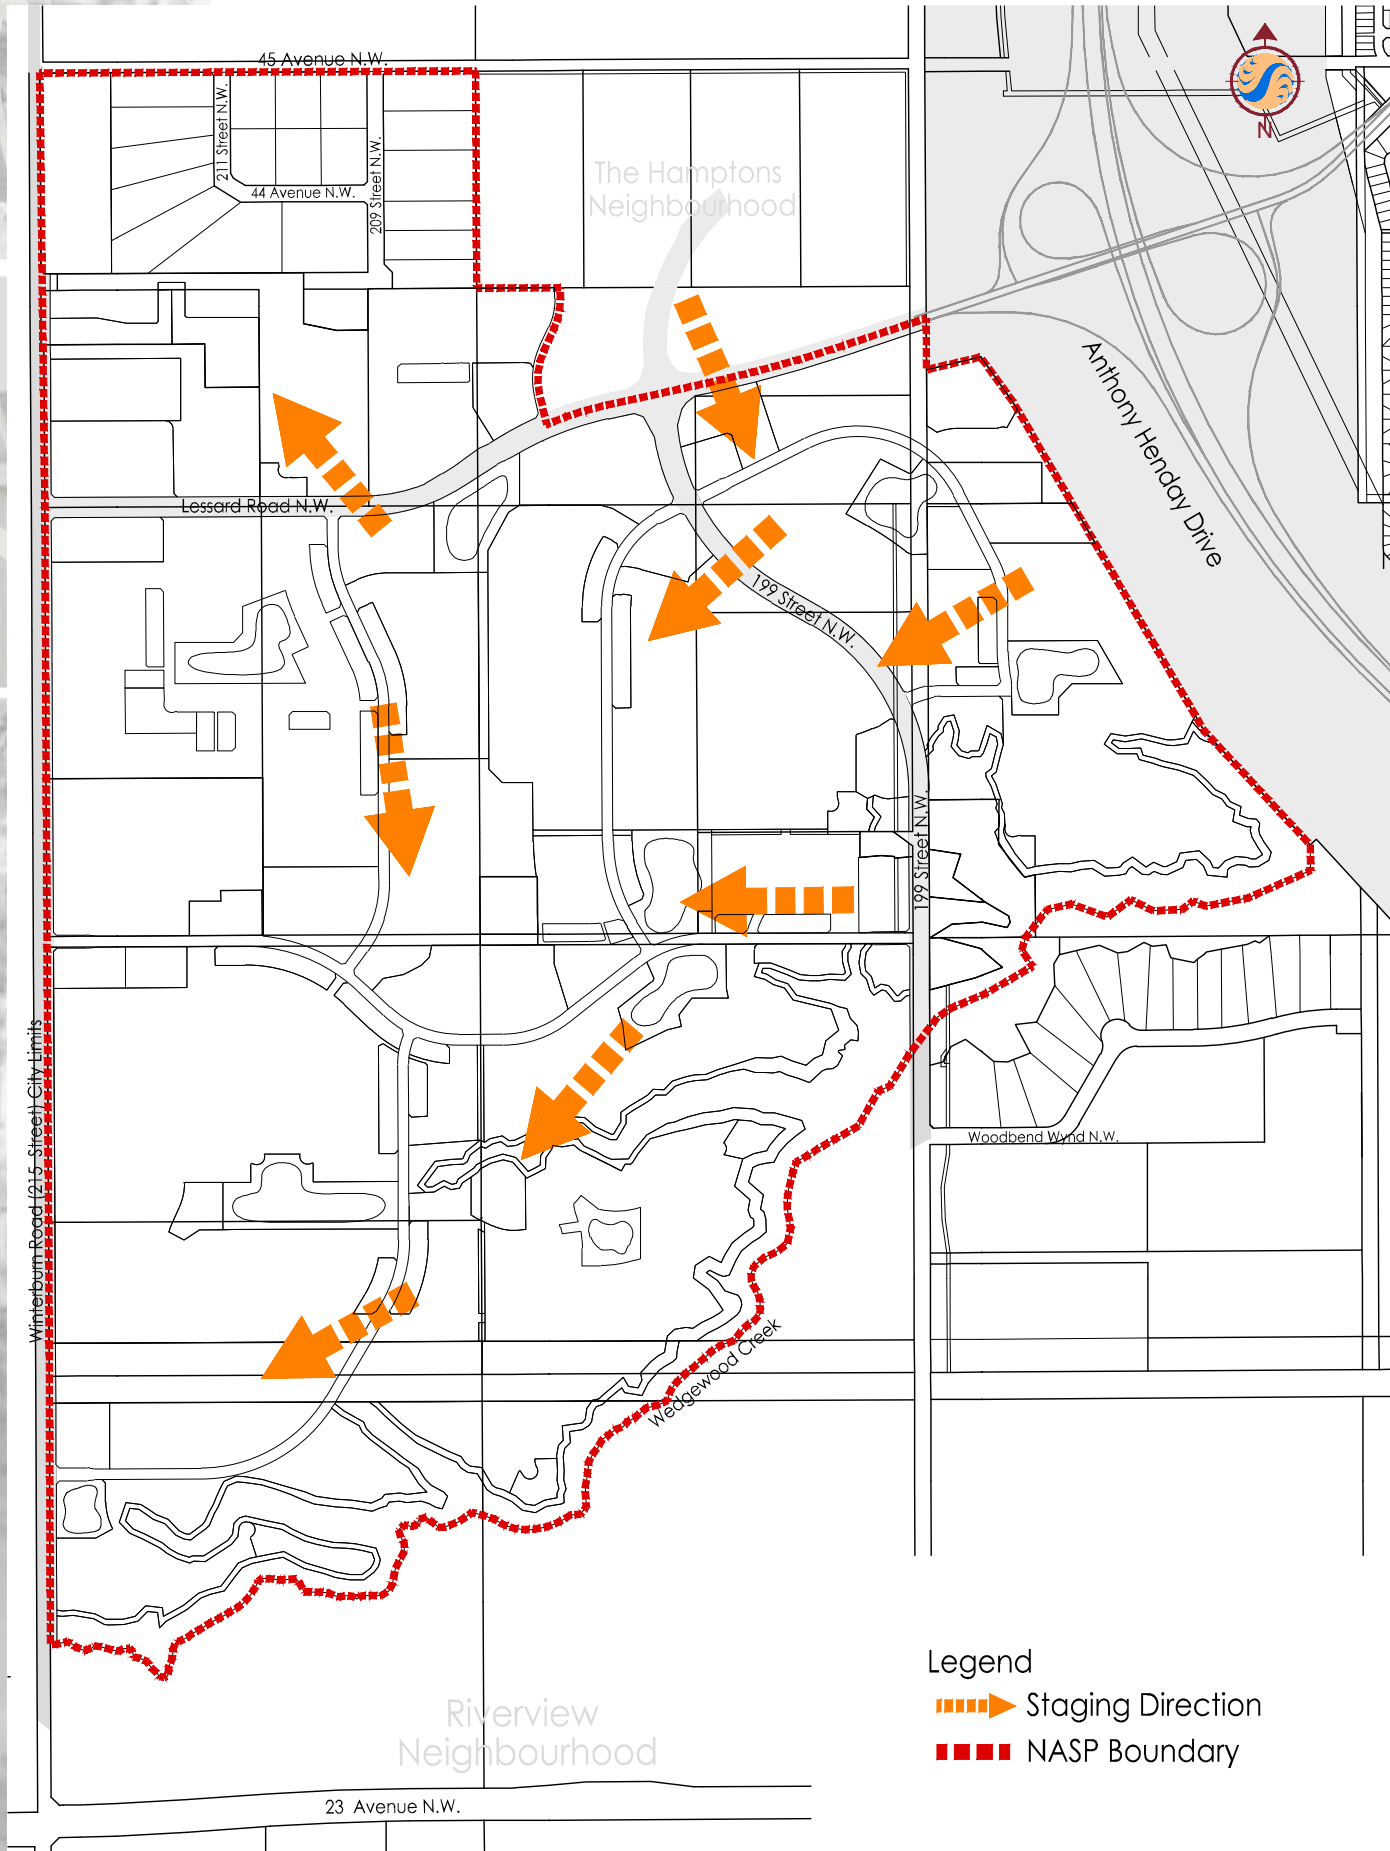 45 Avenue N.W.
211 Street N.W.
209 Street N.W.
44 Avenue N.W.
The Hamptons
Neighbourhood
N
Anthony Henday Drive
Lessard Road N.W.
199 Street N.W.
199 Street N.W.
Winterburn Road (215 Street) City Limits
Woodbend Wynd N.W.
Wedgewood Creek
Legend
Staging Direction
NASP Boundary
Riverview
Neighbourhood
23 Avenue N.W.